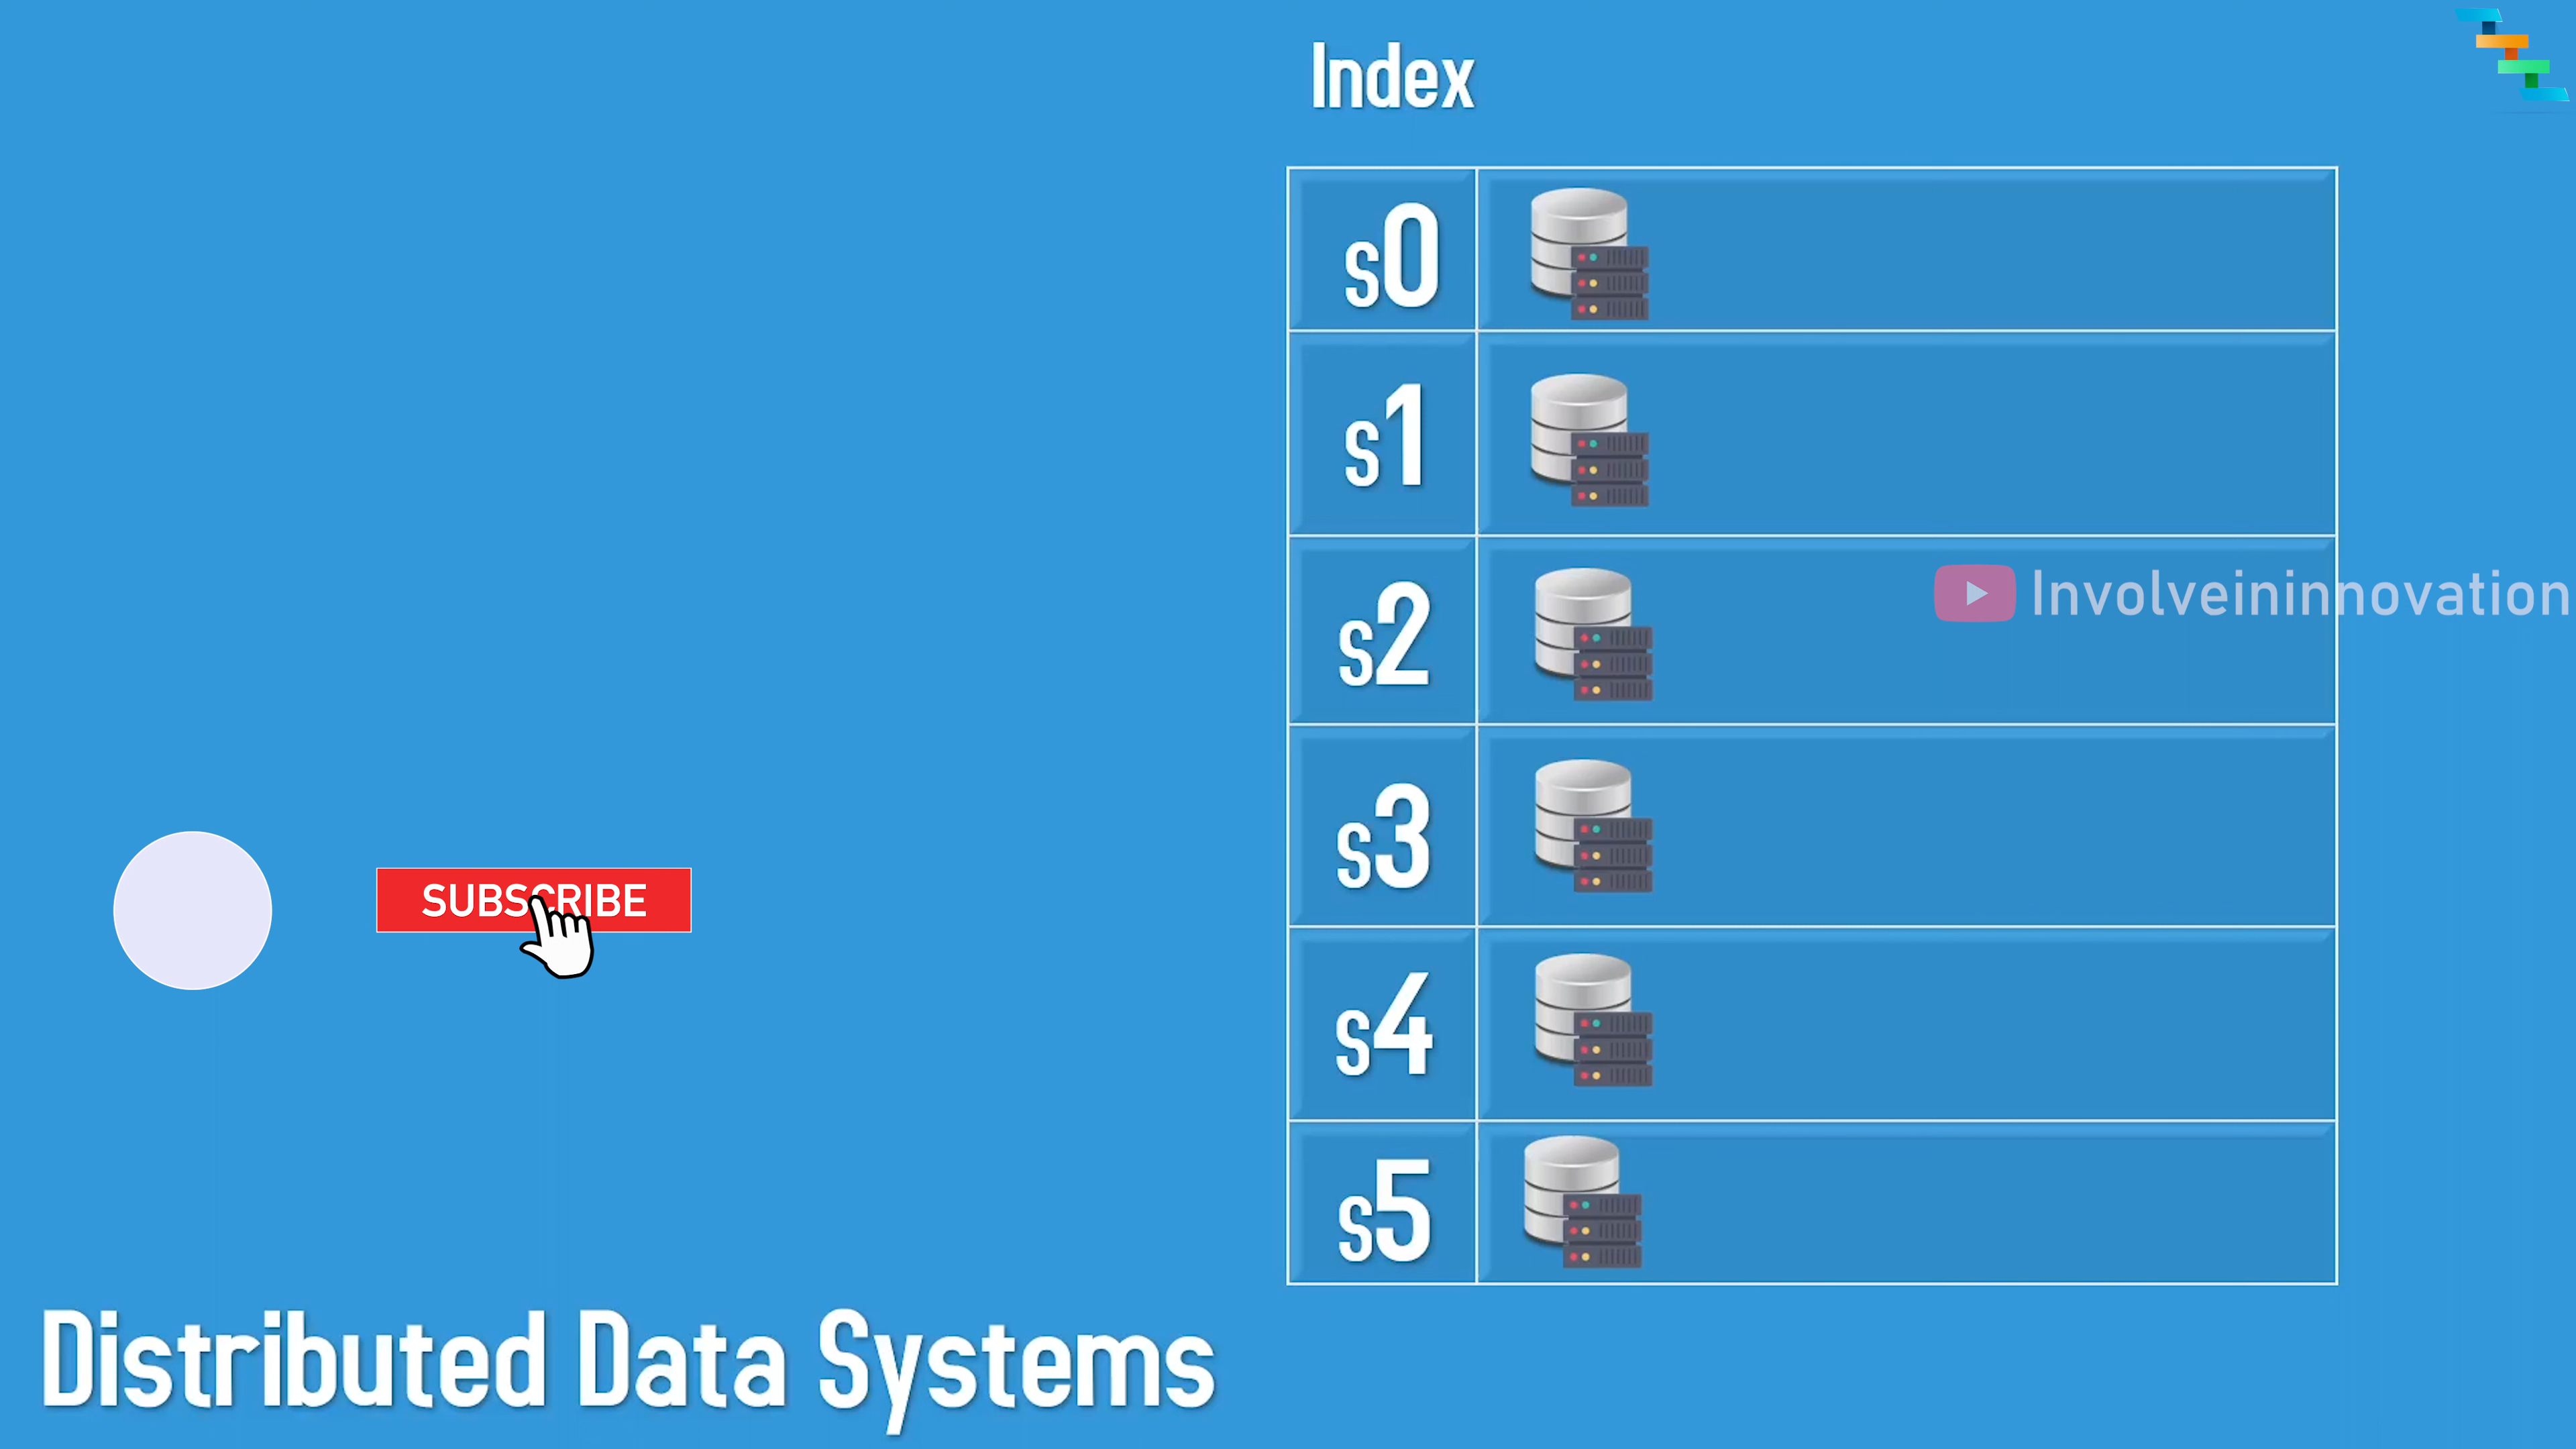 Index
s0
s1
s2
Involveininnovation
s3
SUBSCRIBE
s4
s5
Distributed Data Systems